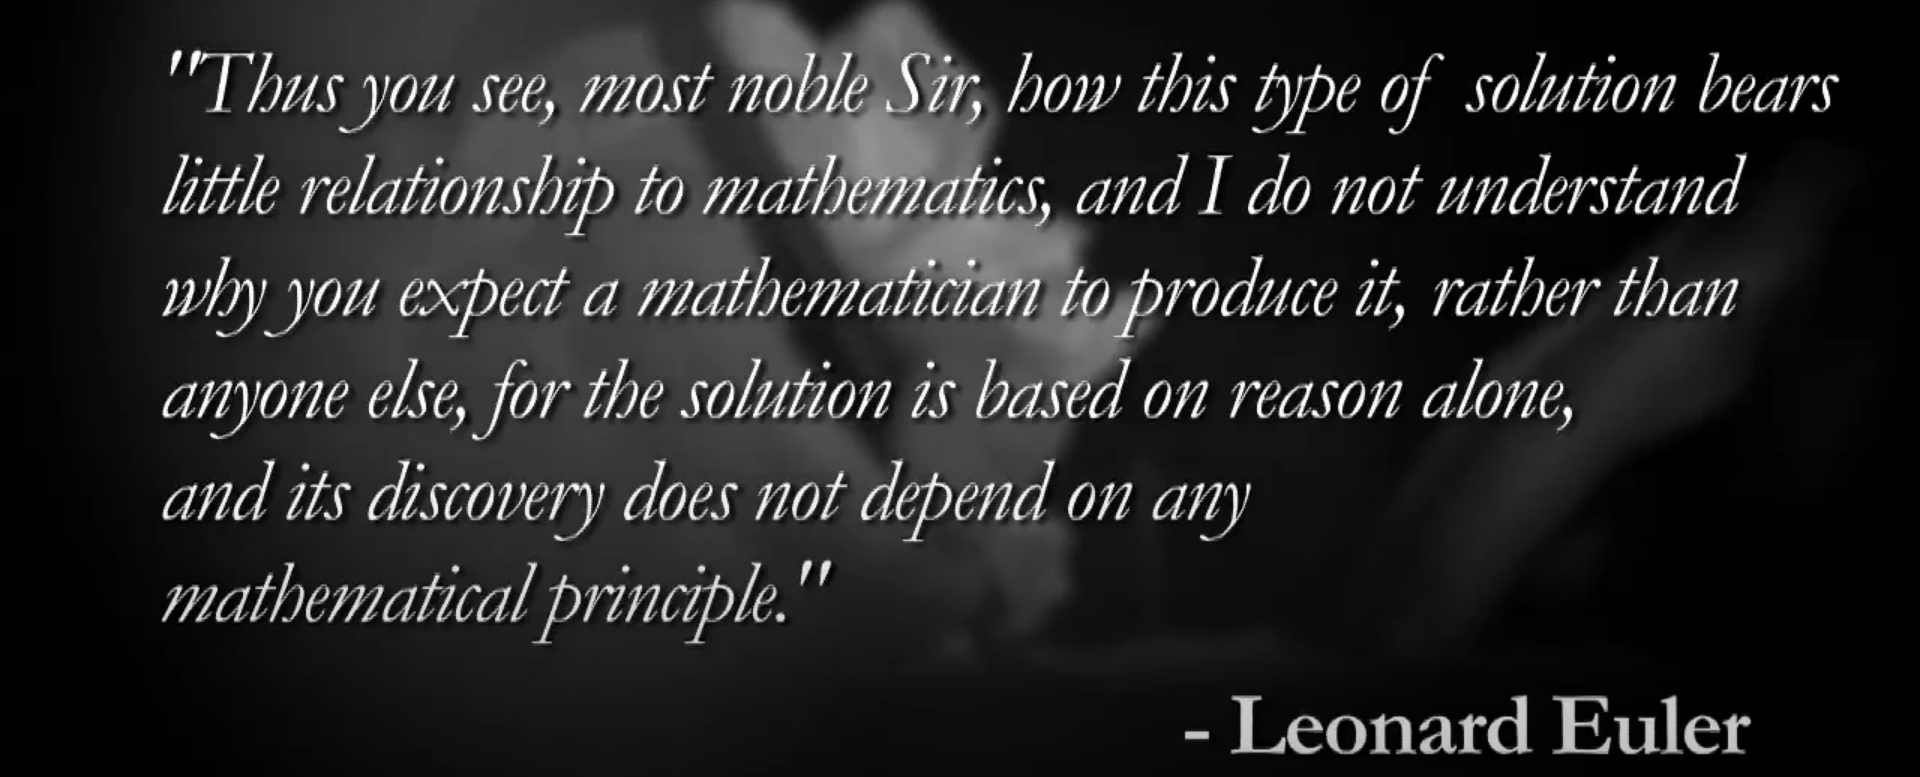 "Thus you see, most noble Sir, how this type of solution bears
little relationship to mathematics, and I do not understand
why you expect a mathematician to produce it, rather than
anyone else, for the solution is based on reason alone,
and its discovery does not depend on any
mathematical principle."
- Leonard Euler